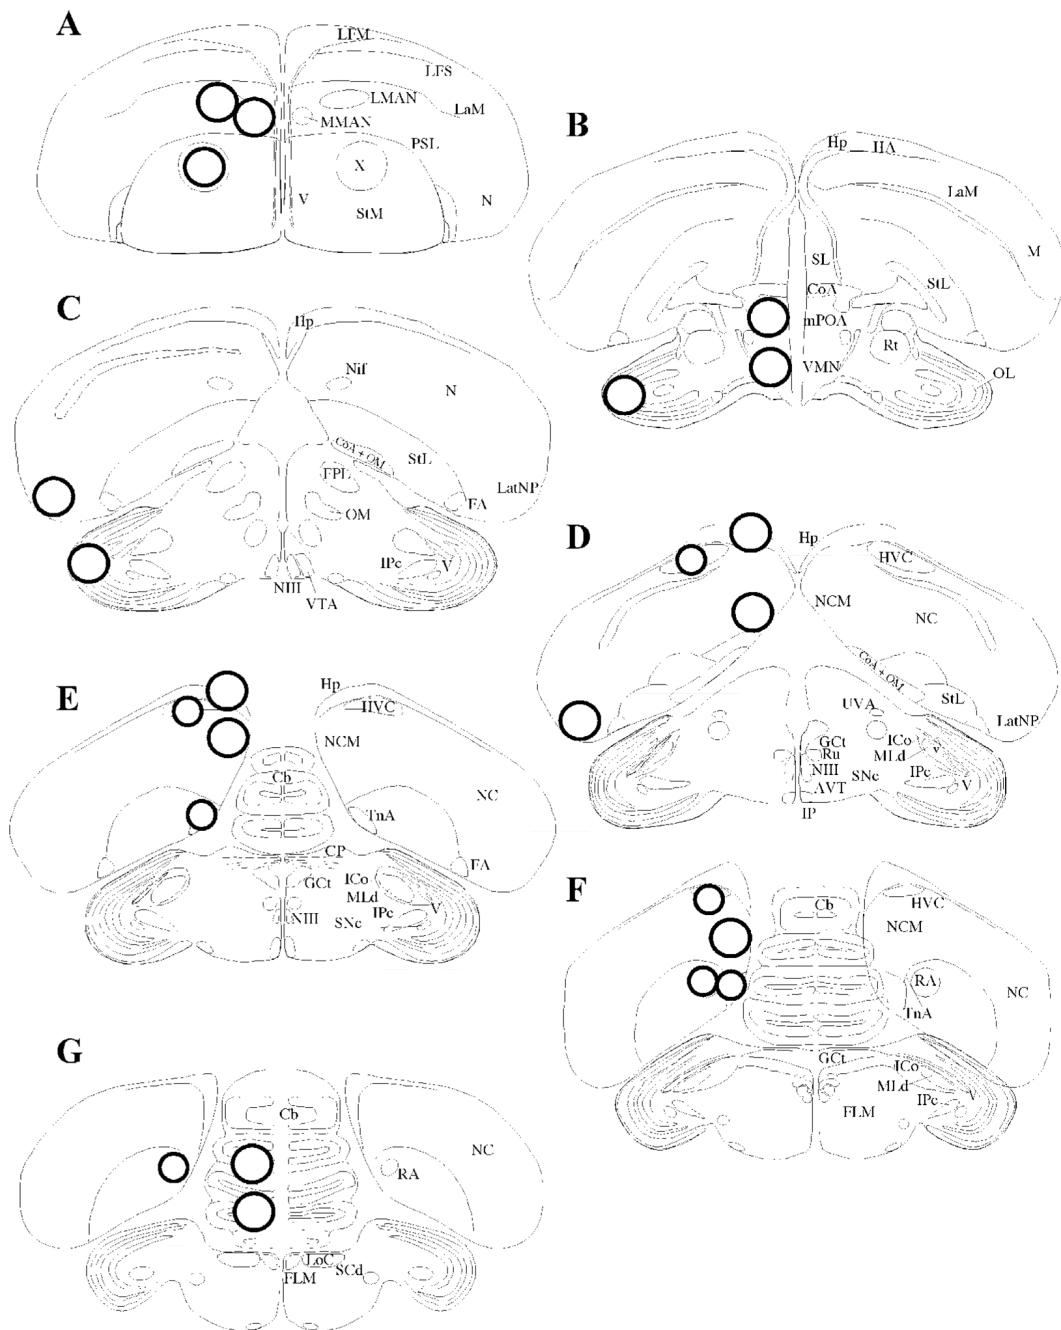 A
LFM
LFS
LMAN
LaM
MMAN
PSL
X
N
V
StM
B
Hp
HA
LaM
M
SL
StL
CoA
mPOA
Rt
VMN
OL
C
Hp
Nif
N
CoA + OM
StL
FPL
LatNP
FA
OM
IPc
V
NIII
VTA
D
Hp
HVC
NCM
NC
CoA + OM
StL
UVA
LatNP
GCt
ICo
V
Ru
MLd
NIII
SNc
IPc
V
AVT
IP
E
Hp
HVC
NCM
Cb
NC
TnA
CP
FA
GCt
ICo
MLd
IPc
V
NIII
SNc
F
Cb
HVC
NCM
RA
NC
TnA
GCt
ICo
MLd
IPc
V
FLM
G
Cb
NC
RA
LoC
SCd
FLM